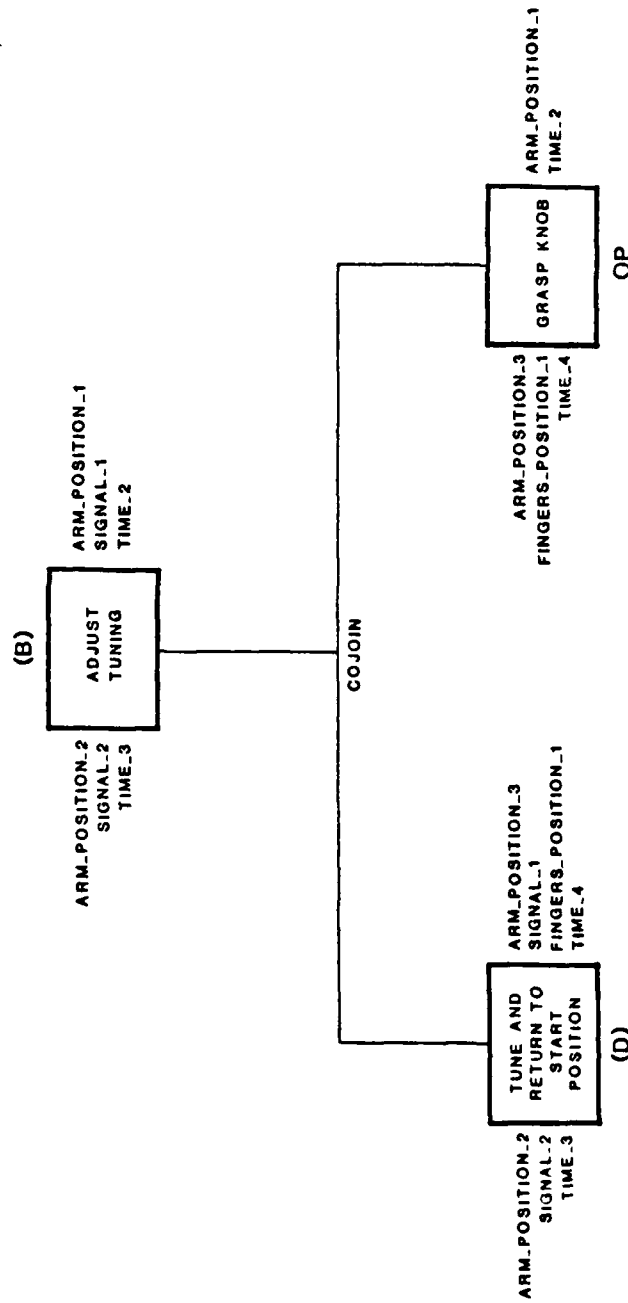 (B)
ARM_POSITION_2
SIGNAL_2
TIME_3
ADJUST
TUNING
ARM_POSITION_1
SIGNAL_1
TIME_2
COJOIN
ARM_POSITION_2
SIGNAL_2
TIME_3
TUNE AND
RETURN TO
START
POSITION
ARM_POSITION_3
SIGNAL_1
FINGERS_POSITION_1
TIME_4
(D)
ARM_POSITION_3
FINGERS_POSITION_1
TIME_4
GRASP KNOB
ARM_POSITION_1
TIME_2
OP